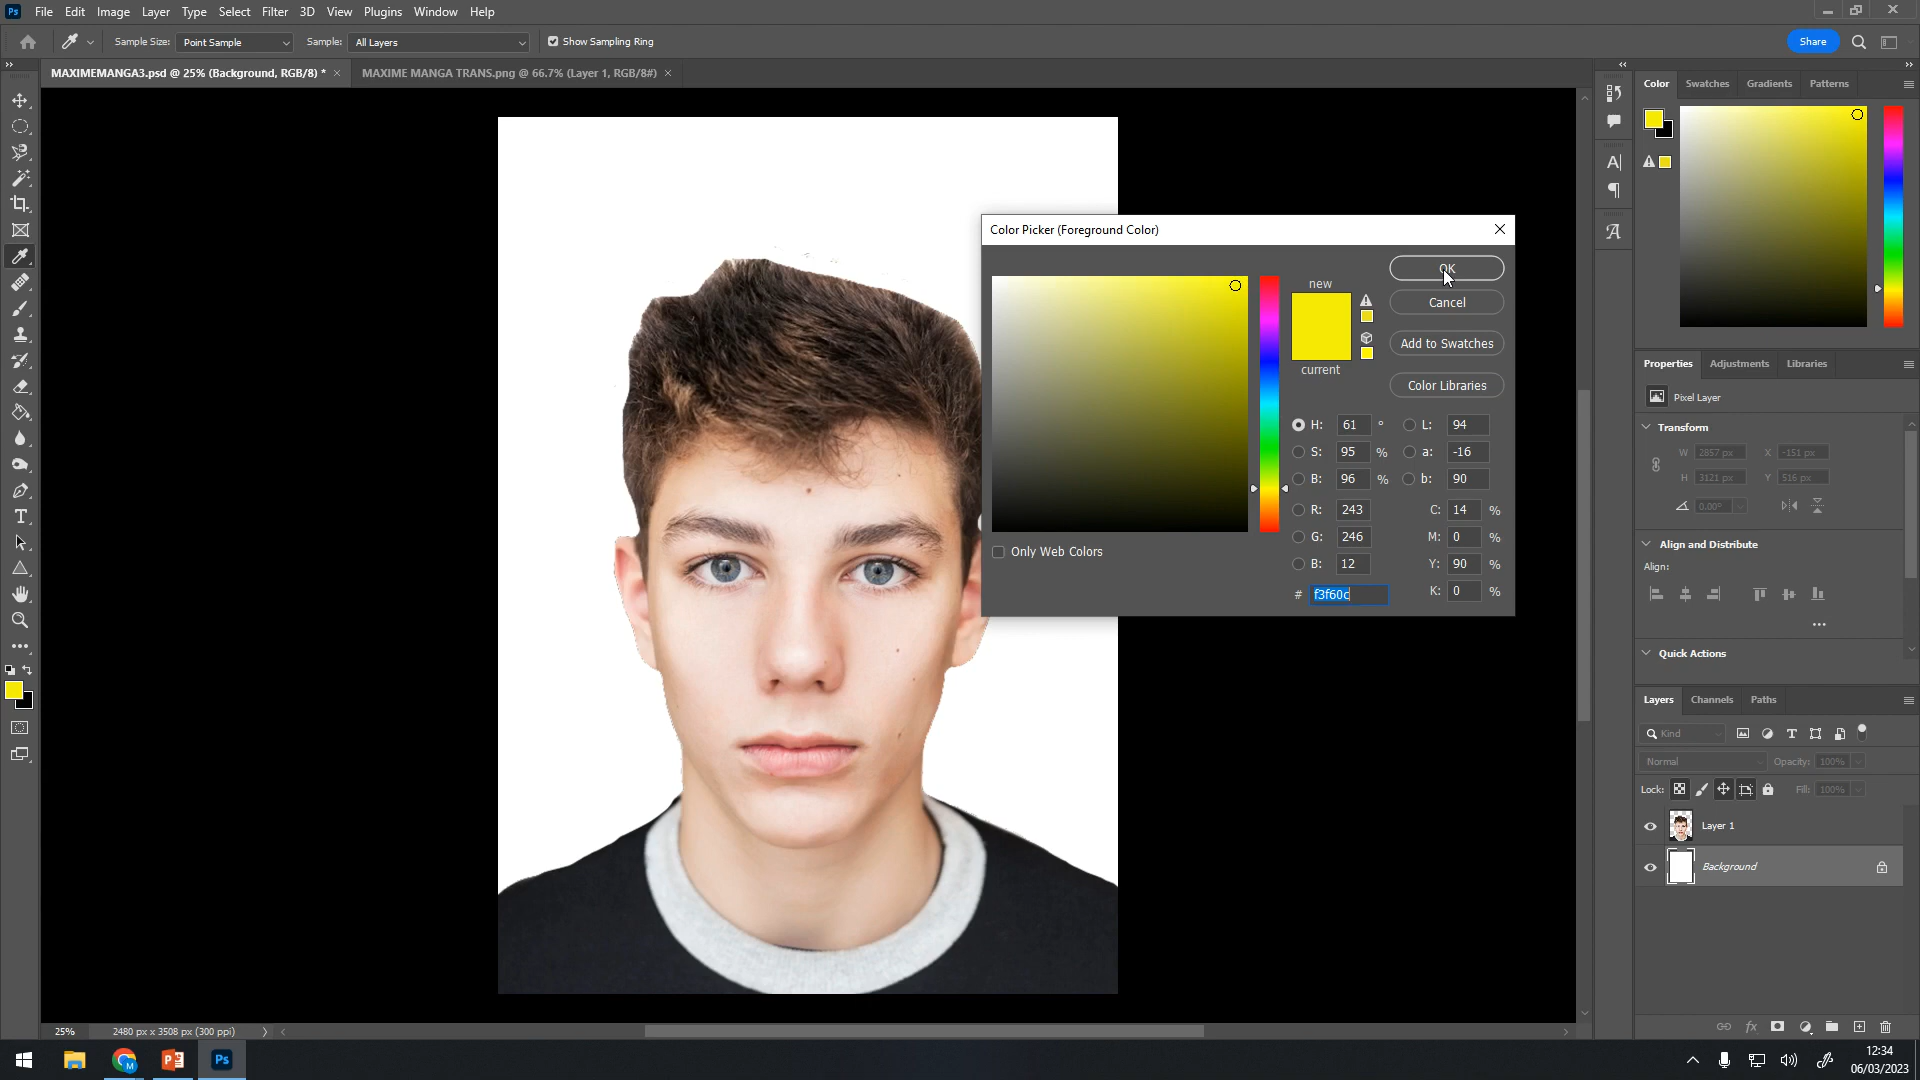 Ps File Edit Image Layer Type Select Filter 3D View Plugins Window Help
Sample Size: Point Sample Sample: All Layers Show Sampling Ring Share
MAXIMEMANGA3.psd @ 25% (Background, RGB/8) * × MAXIME MANGA TRANS.png @ 66.7% (Layer 1, RGB/8#) ×
Color Swatches Gradients Patterns
Color Picker (Foreground Color)
OK
new
Cancel
Add to Swatches
current
Color Libraries
H: 61 ° L: 94
S: 95 % a: -16
B: 96 % b: 90
R: 243 C: 14 %
G: 246 M: 0 %
B: 12 Y: 90 %
# f3f60c K: 0 %
Only Web Colors
Properties Adjustments Libraries
Pixel Layer
Transform
W 2857 px X -151 px
H 3121 px Y 516 px
0.00°
Align and Distribute
Align:
Quick Actions
Layers Channels Paths
Kind
Normal Opacity: 100%
Lock: Fill: 100%
Layer 1
Background
25% 2480 px x 3508 px (300 ppi)
fx
M P Ps
12:34
06/03/2023